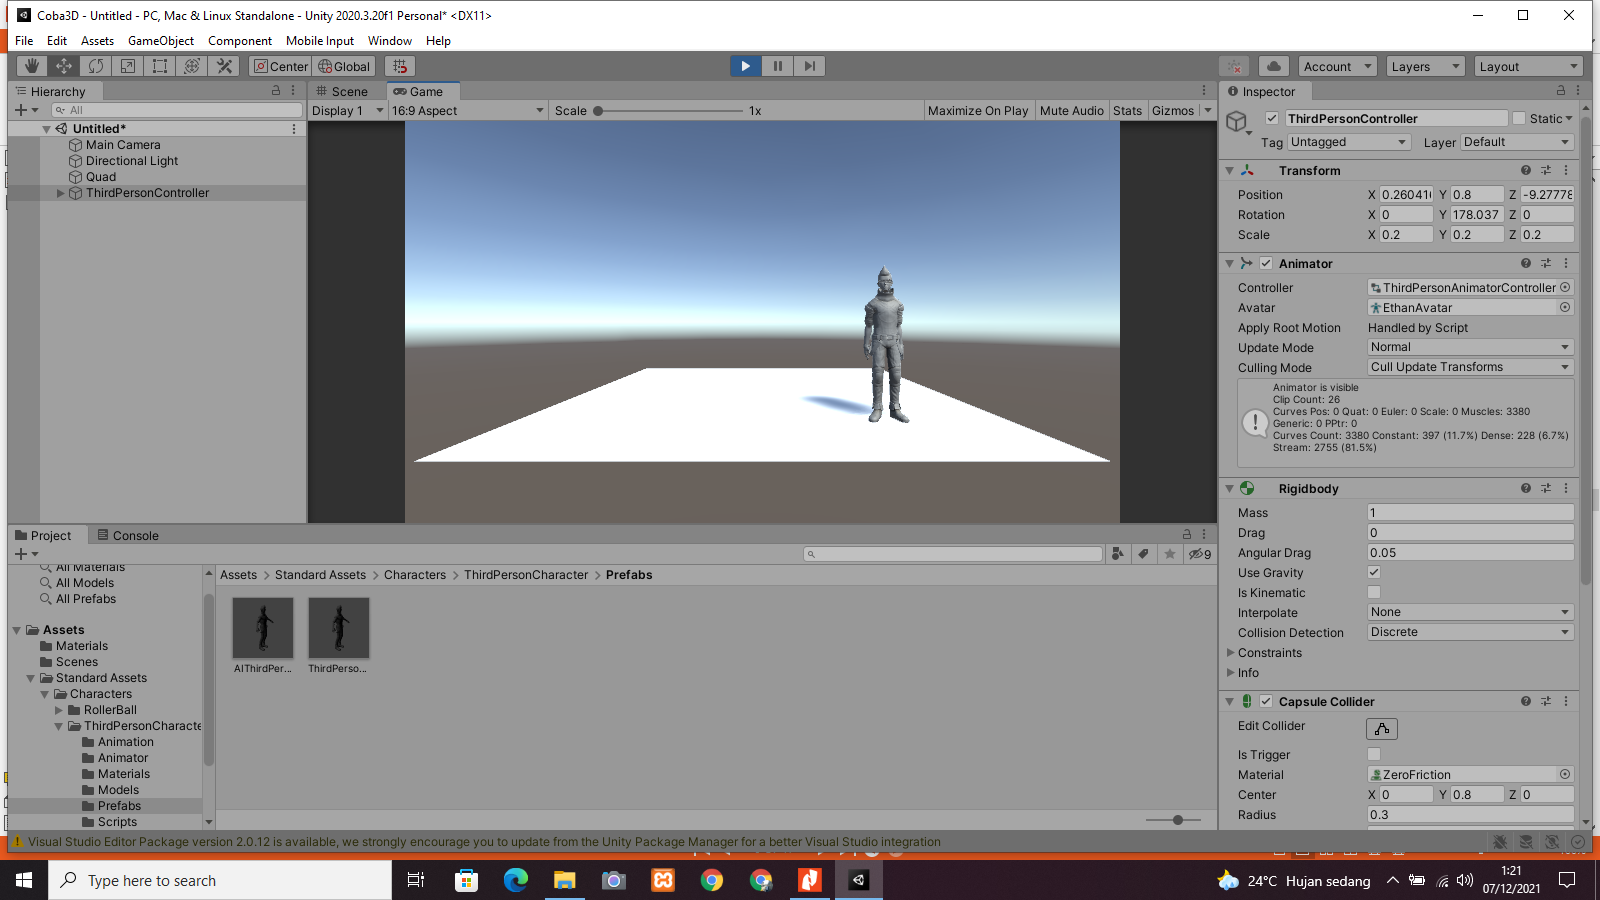 Coba3D - Untitled - PC, Mac & Linux Standalone - Unity 2020.3.20f1 Personal* <DX11>
File Edit Assets GameObject Component Mobile Input Window Help
Center Global Account Layers Layout
Hierarchy
All
Untitled*
Main Camera
Directional Light
Quad
ThirdPersonController
Scene Game
Display 1 16:9 Aspect Scale 1x Maximize On Play Mute Audio Stats Gizmos
Inspector
ThirdPersonController Static
Tag Untagged Layer Default
Transform
Position X 0.260416 Y 0.8 Z -9.27778
Rotation X 0 Y 178.037 Z 0
Scale X 0.2 Y 0.2 Z 0.2
Animator
Controller ThirdPersonAnimatorController
Avatar EthanAvatar
Apply Root Motion Handled by Script
Update Mode Normal
Culling Mode Cull Update Transforms
Animator is visible
Clip Count: 26
Curves Pos: 0 Quat: 0 Euler: 0 Scale: 0 Muscles: 3380
Generic: 0 PPtr: 0
Curves Count: 3380 Constant: 397 (11.7%) Dense: 228 (6.7%)
Stream: 2755 (81.5%)
Rigidbody
Mass 1
Drag 0
Angular Drag 0.05
Use Gravity
Is Kinematic
Interpolate None
Collision Detection Discrete
Constraints
Info
Capsule Collider
Edit Collider
Is Trigger
Material ZeroFriction
Center X 0 Y 0.8 Z 0
Radius 0.3
Project Console
9
All Materials
All Models
All Prefabs
Assets
Materials
Scenes
Standard Assets
Characters
RollerBall
ThirdPersonCharacte
Animation
Animator
Materials
Models
Prefabs
Scripts
Assets > Standard Assets > Characters > ThirdPersonCharacter > Prefabs
AIThirdPer... ThirdPerso...
Visual Studio Editor Package version 2.0.12 is available, we strongly encourage you to update from the Unity Package Manager for a better Visual Studio integration
Type here to search
24°C Hujan sedang
1:21
07/12/2021